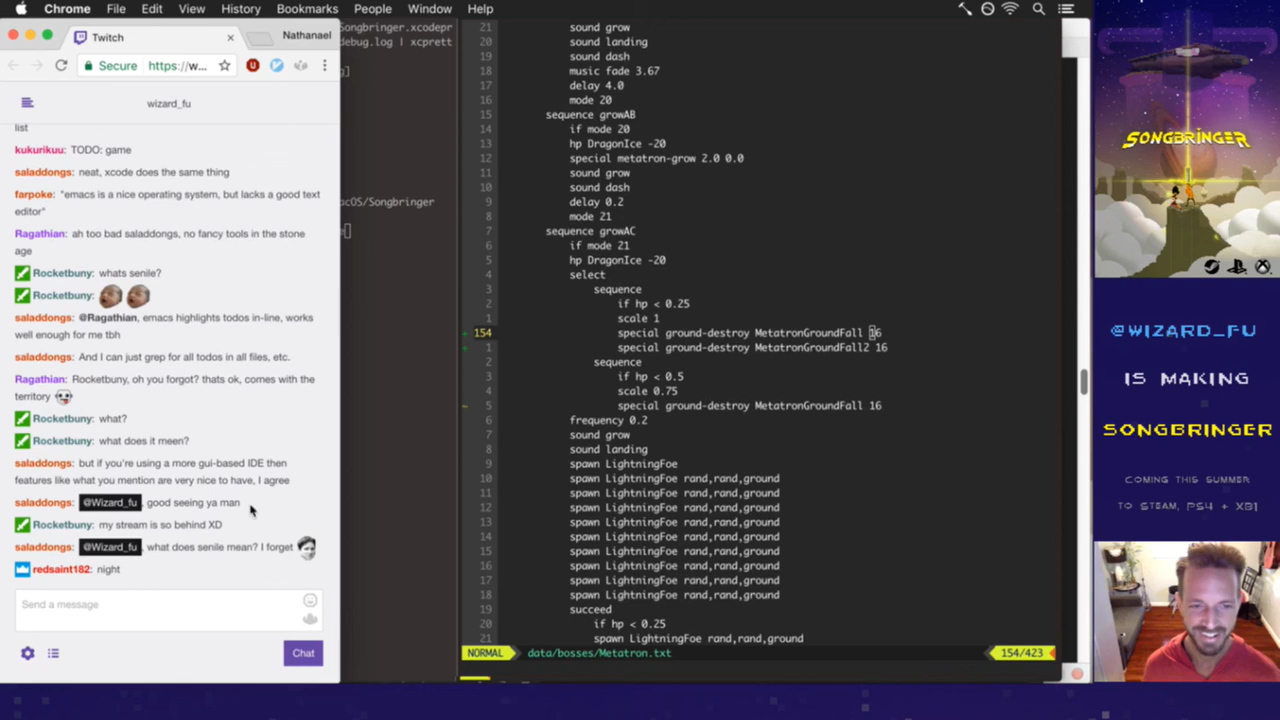 Chrome File Edit View History Bookmarks People Window Help
Twitch
Nathanael
Secure https://w...
wizard_fu
list
kukurikuu: TODO: game
saladdongs: neat, xcode does the same thing
farpoke: "emacs is a nice operating system, but lacks a good text
editor"
Ragathian: ah too bad saladdongs, no fancy tools in the stone
age
Rocketbuny: whats senile?
Rocketbuny:
saladdongs: @Ragathian, emacs highlights todos in-line, works
well enough for me tbh
saladdongs: And I can just grep for all todos in all files, etc.
Ragathian: Rocketbuny, oh you forgot? thats ok, comes with the
territory
Rocketbuny: what?
Rocketbuny: what does it meen?
saladdongs: but if you're using a more gui-based IDE then
features like what you mention are very nice to have, I agree
saladdongs: @Wizard_fu, good seeing ya man
Rocketbuny: my stream is so behind XD
saladdongs: @Wizard_fu, what does senile mean? I forget
redsaint182: night
Send a message
Chat
Songbringer.xcodepr
debug.log | xcprett
OS/Songbringer
21 sound grow
20 sound landing
19 sound dash
18 music fade 3.67
17 delay 4.0
16 mode 20
15 sequence growAB
14 if mode 20
13 hp DragonIce -20
12 special metatron-grow 2.0 0.0
11 sound grow
10 sound dash
9 delay 0.2
8 mode 21
7 sequence growAC
6 if mode 21
5 hp DragonIce -20
4 select
3 sequence
2 if hp < 0.25
1 scale 1
154 special ground-destroy MetatronGroundFall 16
1 special ground-destroy MetatronGroundFall2 16
2 sequence
3 if hp < 0.5
4 scale 0.75
5 special ground-destroy MetatronGroundFall 16
6 frequency 0.2
7 sound grow
8 sound landing
9 spawn LightningFoe
10 spawn LightningFoe rand,rand,ground
11 spawn LightningFoe rand,rand,ground
12 spawn LightningFoe rand,rand,ground
13 spawn LightningFoe rand,rand,ground
14 spawn LightningFoe rand,rand,ground
15 spawn LightningFoe rand,rand,ground
16 spawn LightningFoe rand,rand,ground
17 spawn LightningFoe rand,rand,ground
18 spawn LightningFoe rand,rand,ground
19 succeed
20 if hp < 0.25
21 spawn LightningFoe rand,rand,ground
NORMAL data/bosses/Metatron.txt 154/423
SONGBRINGER
@WIZARD_FU
IS MAKING
SONGBRINGER
COMING THIS SUMMER
TO STEAM, PS4 + XB1